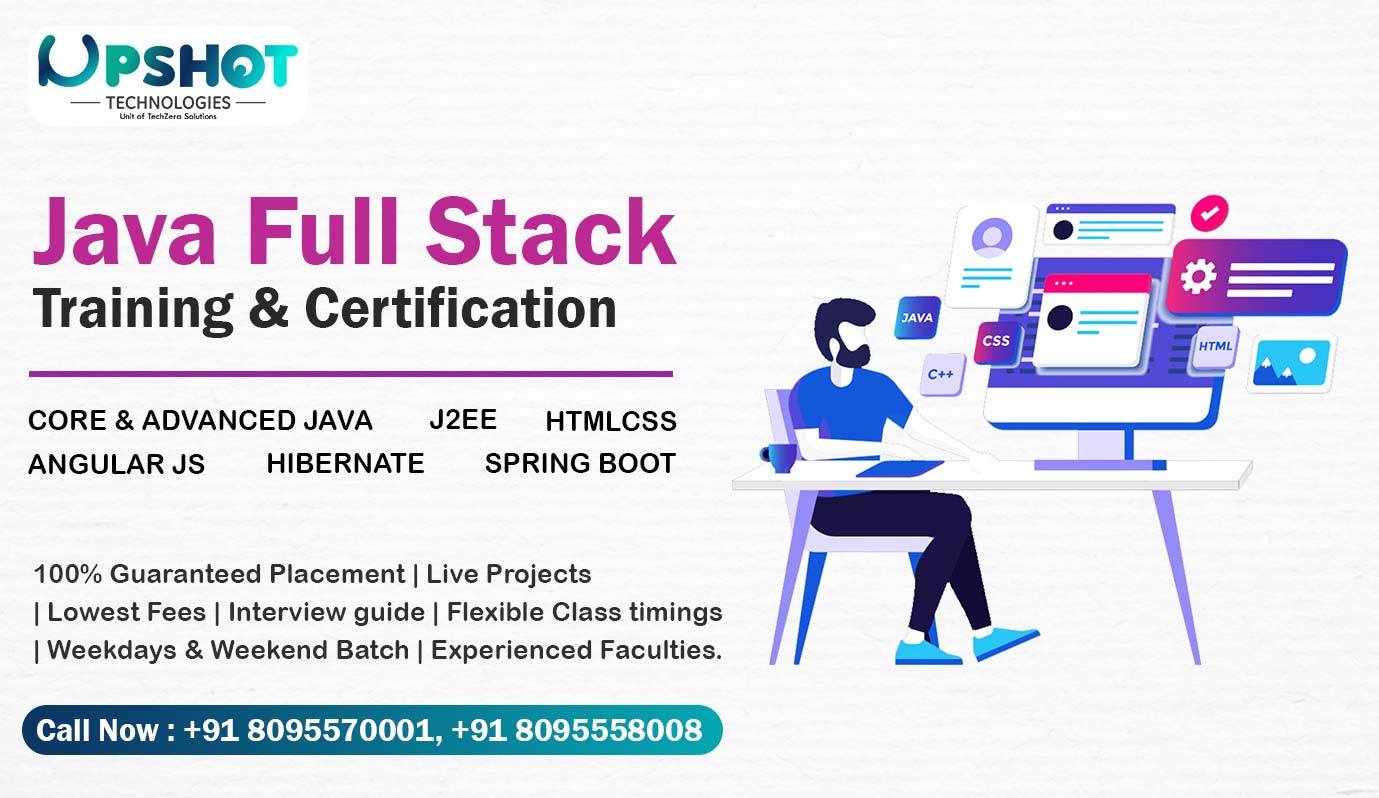 UPSHOT
TECHNOLOGIES
Unit of TechZera Solutions
Java Full Stack
Training & Certification
CORE & ADVANCED JAVA J2EE HTMLCSS
ANGULAR JS HIBERNATE SPRING BOOT
100% Guaranteed Placement | Live Projects
| Lowest Fees | Interview guide | Flexible Class timings
| Weekdays & Weekend Batch | Experienced Faculties.
Call Now : +91 8095570001, +91 8095558008
JAVA
CSS
C++
HTML